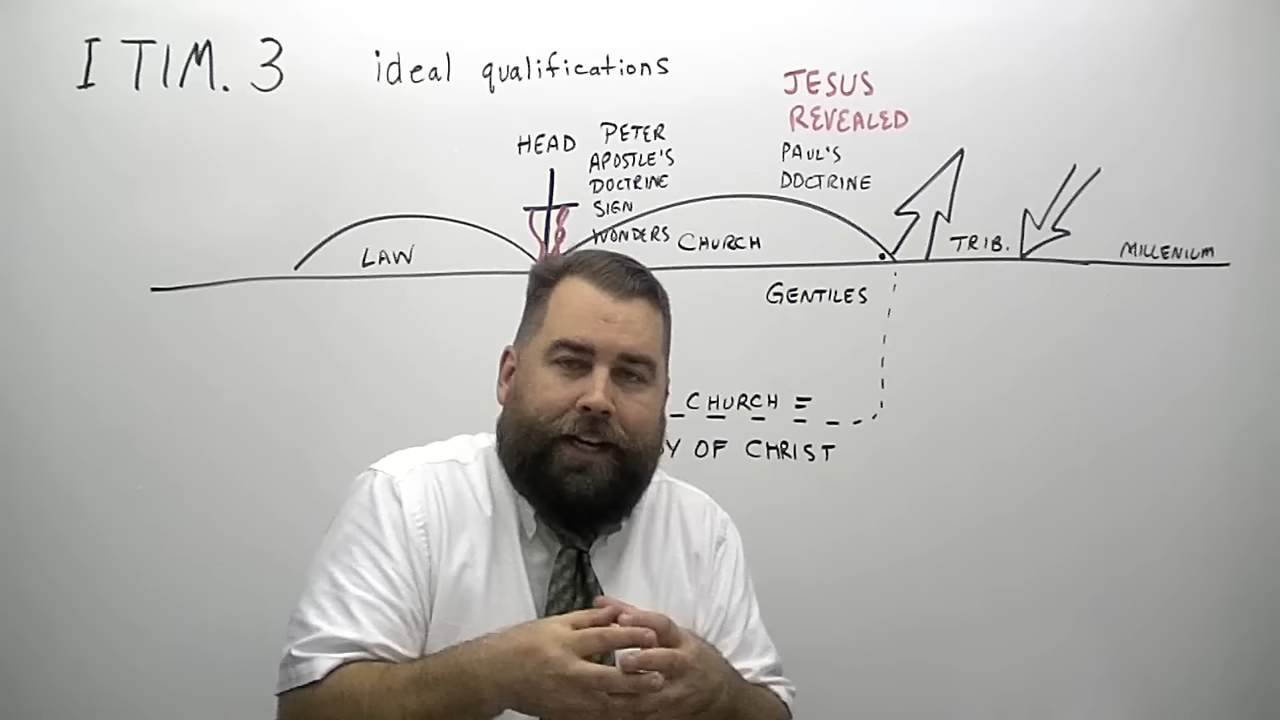 I TIM. 3 ideal qualifications
JESUS
REVEALED
HEAD
PETER
APOSTLE'S
DOCTRINE
SIGN
WONDERS
PAUL'S
DOCTRINE
LAW
CHURCH
TRIB.
MILLENIUM
GENTILES
CHURCH =
Y OF CHRIST